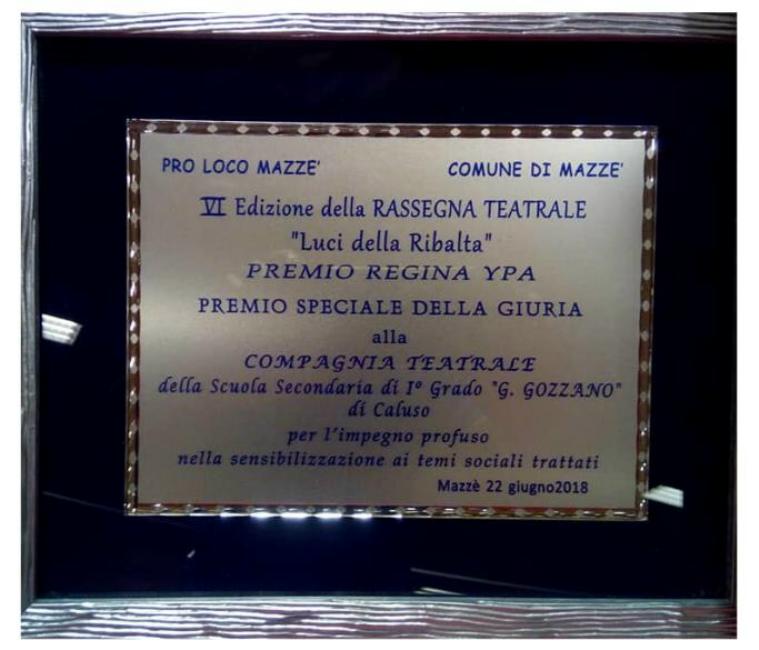 PRO LOCO MAZZE' COMUNE DI MAZZE'
VI Edizione della RASSEGNA TEATRALE
"Luci della Ribalta"
PREMIO REGINA YPA
PREMIO SPECIALE DELLA GIURIA
alla
COMPAGNIA TEATRALE
della Scuola Secondaria di I° Grado "G. GOZZANO"
di Caluso
per l'impegno profuso
nella sensibilizzazione ai temi sociali trattati
Mazzè 22 giugno2018